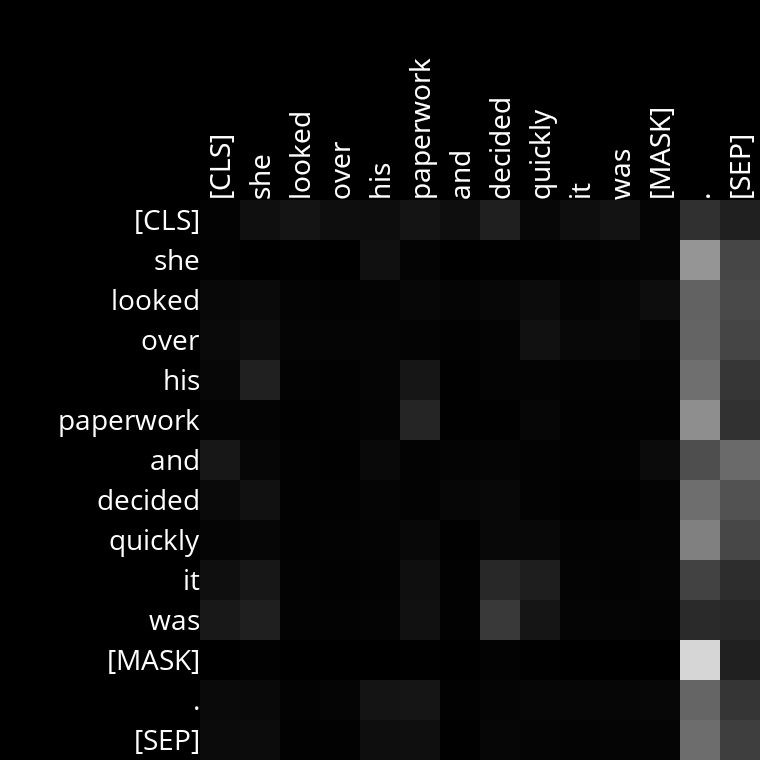 [CLS] she looked over his paperwork and decided quickly it was [MASK] . [SEP]
[CLS]
she
looked
over
his
paperwork
and
decided
quickly
it
was
[MASK]
.
[SEP]